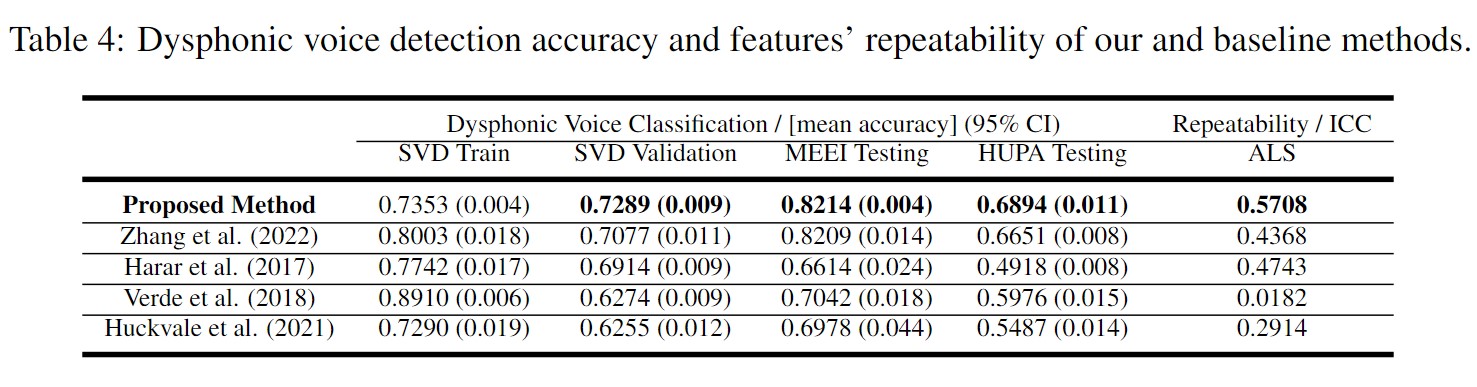 Table 4: Dysphonic voice detection accuracy and features’ repeatability of our and baseline methods.
Dysphonic Voice Classification / [mean accuracy] (95% CI) Repeatability / ICC
SVD Train SVD Validation MEEI Testing HUPA Testing ALS
Proposed Method 0.7353 (0.004) 0.7289 (0.009) 0.8214 (0.004) 0.6894 (0.011) 0.5708
Zhang et al. (2022) 0.8003 (0.018) 0.7077 (0.011) 0.8209 (0.014) 0.6651 (0.008) 0.4368
Harar et al. (2017) 0.7742 (0.017) 0.6914 (0.009) 0.6614 (0.024) 0.4918 (0.008) 0.4743
Verde et al. (2018) 0.8910 (0.006) 0.6274 (0.009) 0.7042 (0.018) 0.5976 (0.015) 0.0182
Huckvale et al. (2021) 0.7290 (0.019) 0.6255 (0.012) 0.6978 (0.044) 0.5487 (0.014) 0.2914